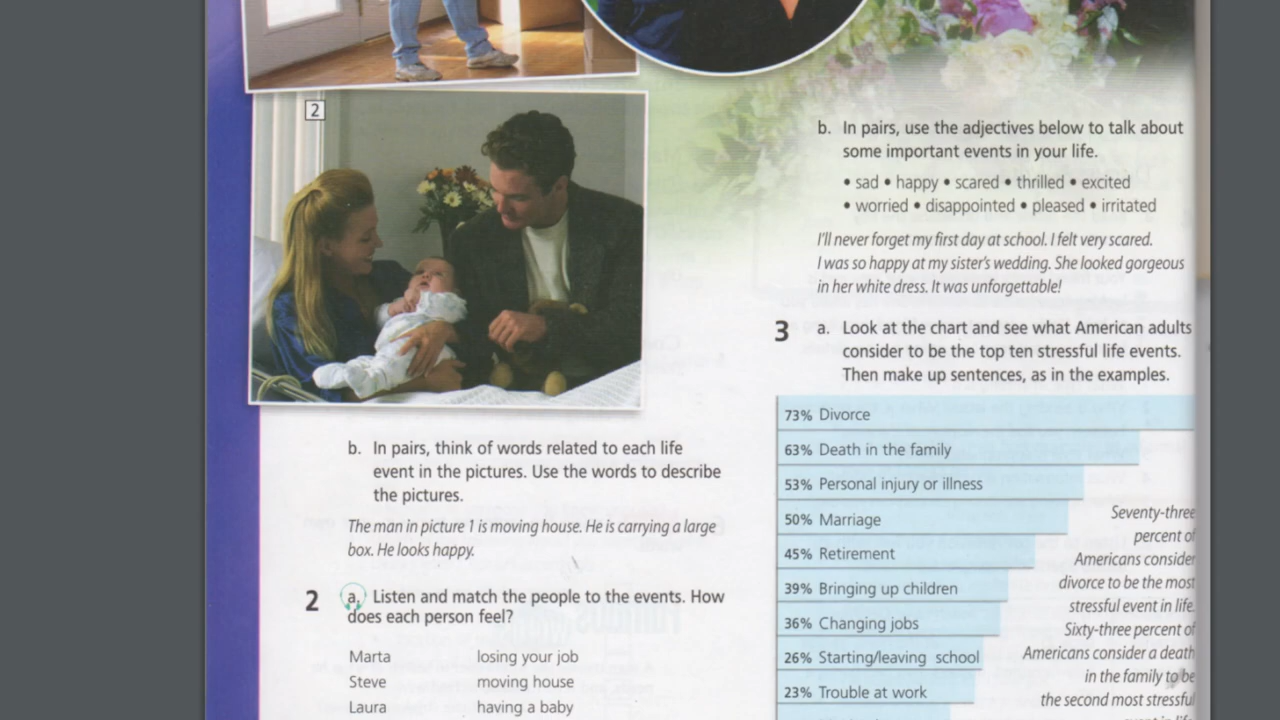 2
b. In pairs, think of words related to each life
event in the pictures. Use the words to describe
the pictures.
The man in picture 1 is moving house. He is carrying a large
box. He looks happy.
2 a. Listen and match the people to the events. How
does each person feel?
Marta losing your job
Steve moving house
Laura having a baby
b. In pairs, use the adjectives below to talk about
some important events in your life.
• sad • happy • scared • thrilled • excited
• worried • disappointed • pleased • irritated
I'll never forget my first day at school. I felt very scared.
I was so happy at my sister's wedding. She looked gorgeous
in her white dress. It was unforgettable!
3 a. Look at the chart and see what American adults
consider to be the top ten stressful life events.
Then make up sentences, as in the examples.
73% Divorce
63% Death in the family
53% Personal injury or illness
50% Marriage
45% Retirement
39% Bringing up children
36% Changing jobs
26% Starting/leaving school
23% Trouble at work
Seventy-three
percent of
Americans consider
divorce to be the most
stressful event in life.
Sixty-three percent of
Americans consider a death
in the family to be
the second most stressful
event in life